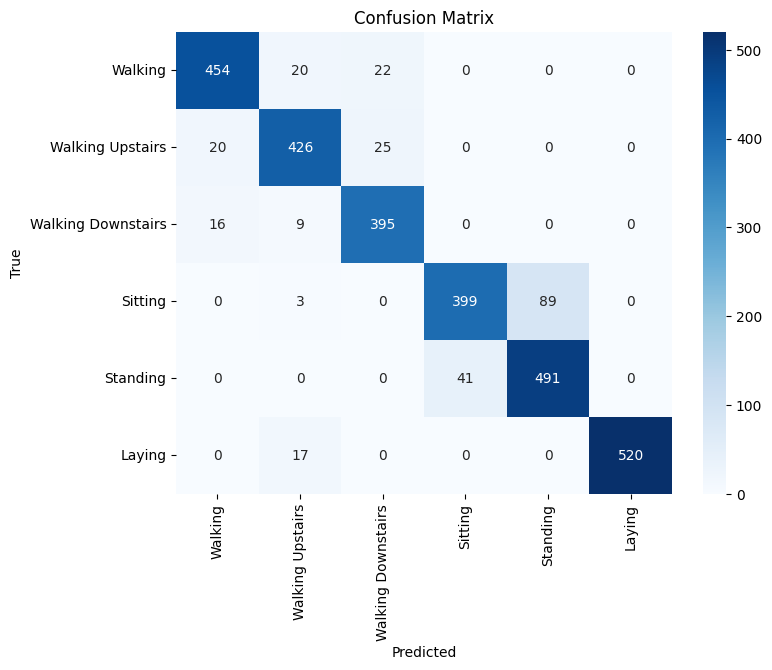 Confusion Matrix
True
Walking 454 20 22 0 0 0
Walking Upstairs 20 426 25 0 0 0
Walking Downstairs 16 9 395 0 0 0
Sitting 0 3 0 399 89 0
Standing 0 0 0 41 491 0
Laying 0 17 0 0 0 520
Walking
Walking Upstairs
Walking Downstairs
Sitting
Standing
Laying
Predicted
500
400
300
200
100
0